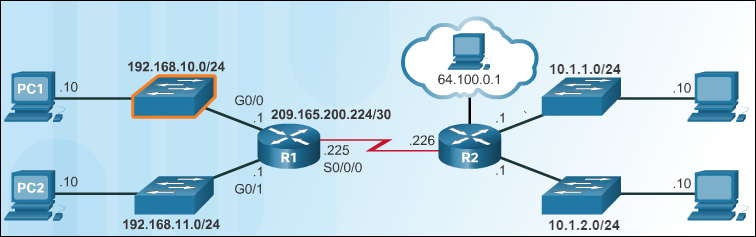 64.100.0.1
192.168.10.0/24
10.1.1.0/24
PC1
.10
G0/0
.1
209.165.200.224/30
.1
.10
R1
.225
S0/0/0
.226
R2
PC2
.10
.1
G0/1
.1
.10
192.168.11.0/24
10.1.2.0/24